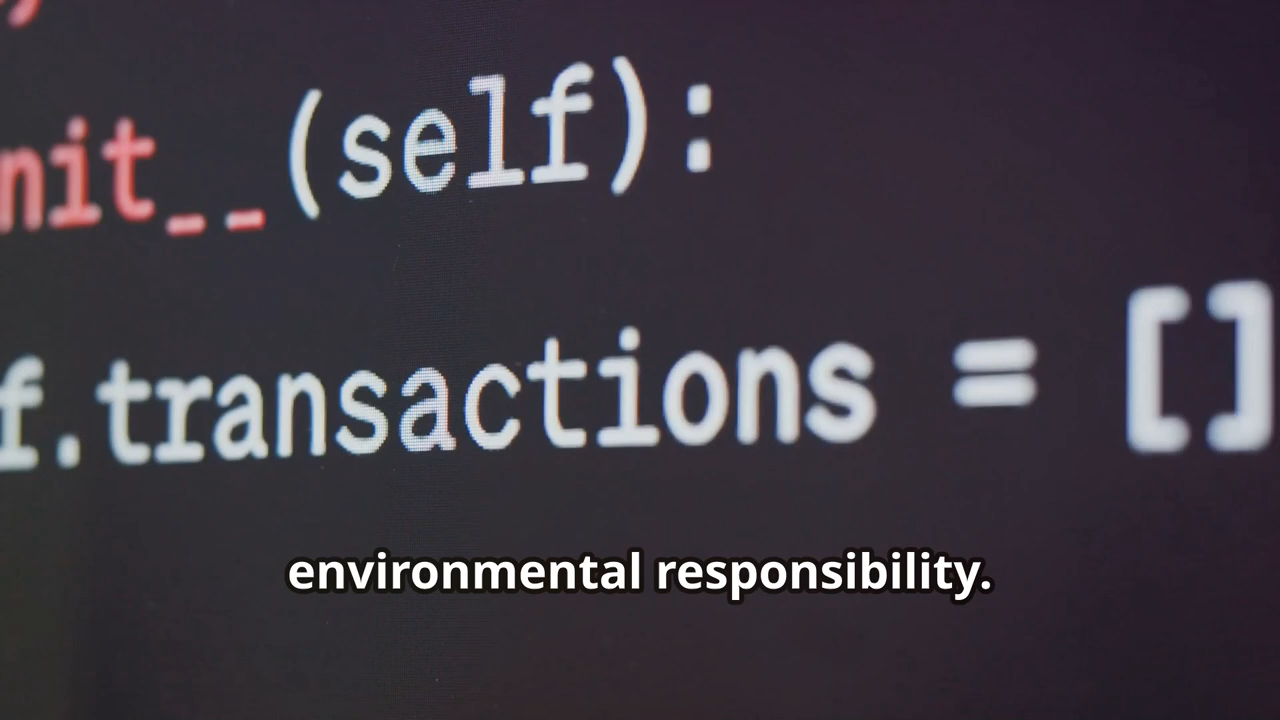 nit__(self):
f.transactions = []
environmental responsibility.